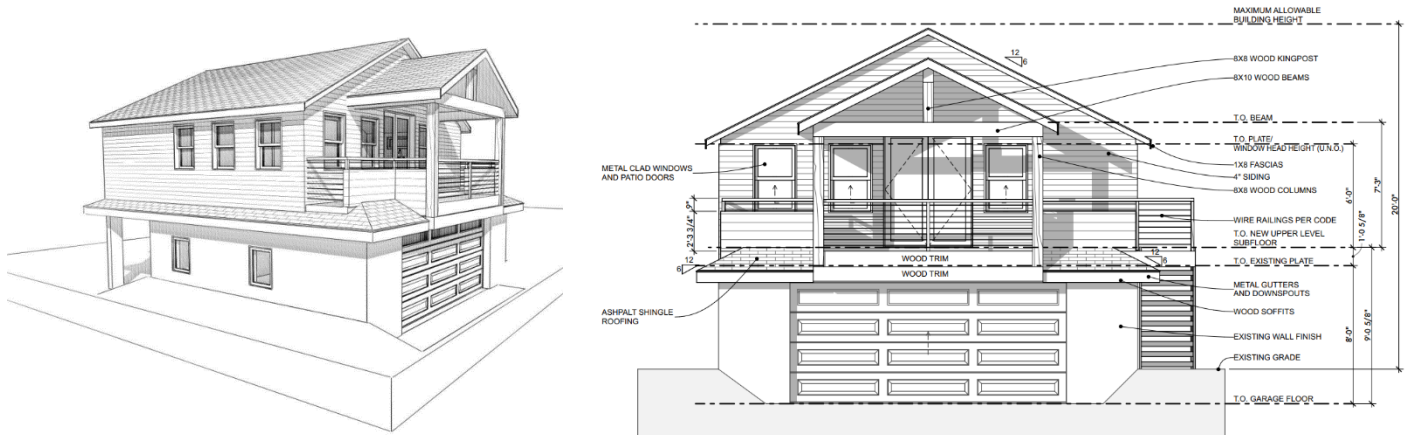 MAXIMUM ALLOWABLE
BUILDING HEIGHT
12
6
8X8 WOOD KINGPOST
8X10 WOOD BEAMS
T.O. BEAM
T.O. PLATE/
WINDOW HEAD HEIGHT (U.N.O.)
METAL CLAD WINDOWS
AND PATIO DOORS
1X8 FASCIAS
4" SIDING
8X8 WOOD COLUMNS
6'-0"
7'-3"
20'-0"
9"
2'-3 3/4"
WIRE RAILINGS PER CODE
T.O. NEW UPPER LEVEL
SUBFLOOR
1'-0 5/8"
12
6
WOOD TRIM
12
6
T.O. EXISTING PLATE
WOOD TRIM
METAL GUTTERS
AND DOWNSPOUTS
ASHPALT SHINGLE
ROOFING
WOOD SOFFITS
EXISTING WALL FINISH
8'-0"
9'-0 5/8"
EXISTING GRADE
T.O. GARAGE FLOOR